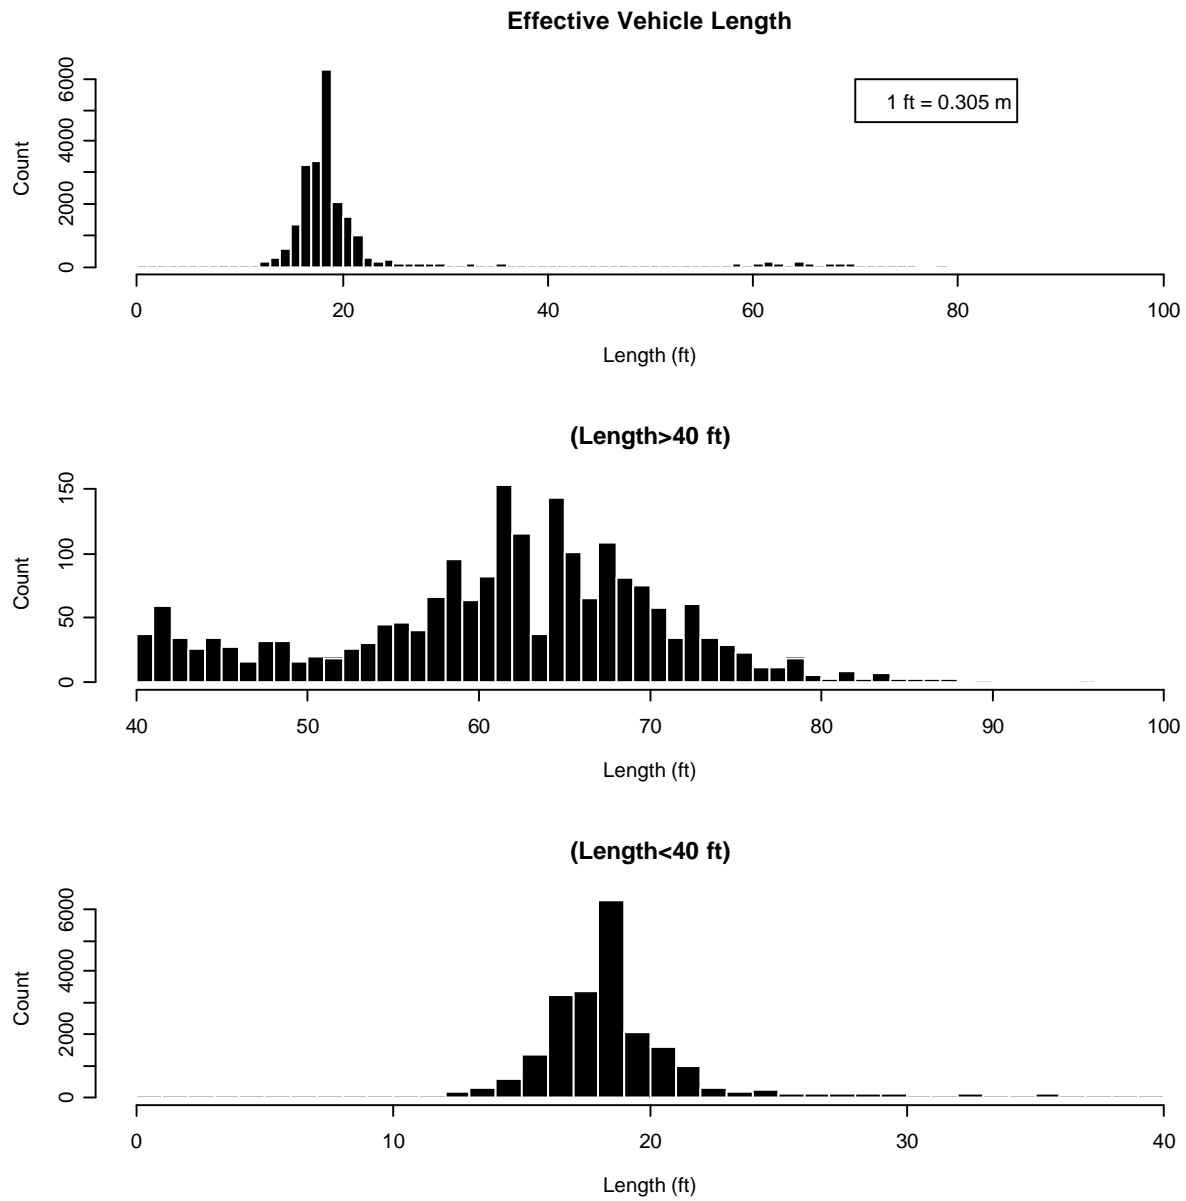 Effective Vehicle Length
1 ft = 0.305 m
Count
0 2000 4000 6000
0 20 40 60 80 100
Length (ft)
(Length>40 ft)
Count
0 50 100 150
40 50 60 70 80 90 100
Length (ft)
(Length<40 ft)
Count
0 2000 4000 6000
0 10 20 30 40
Length (ft)